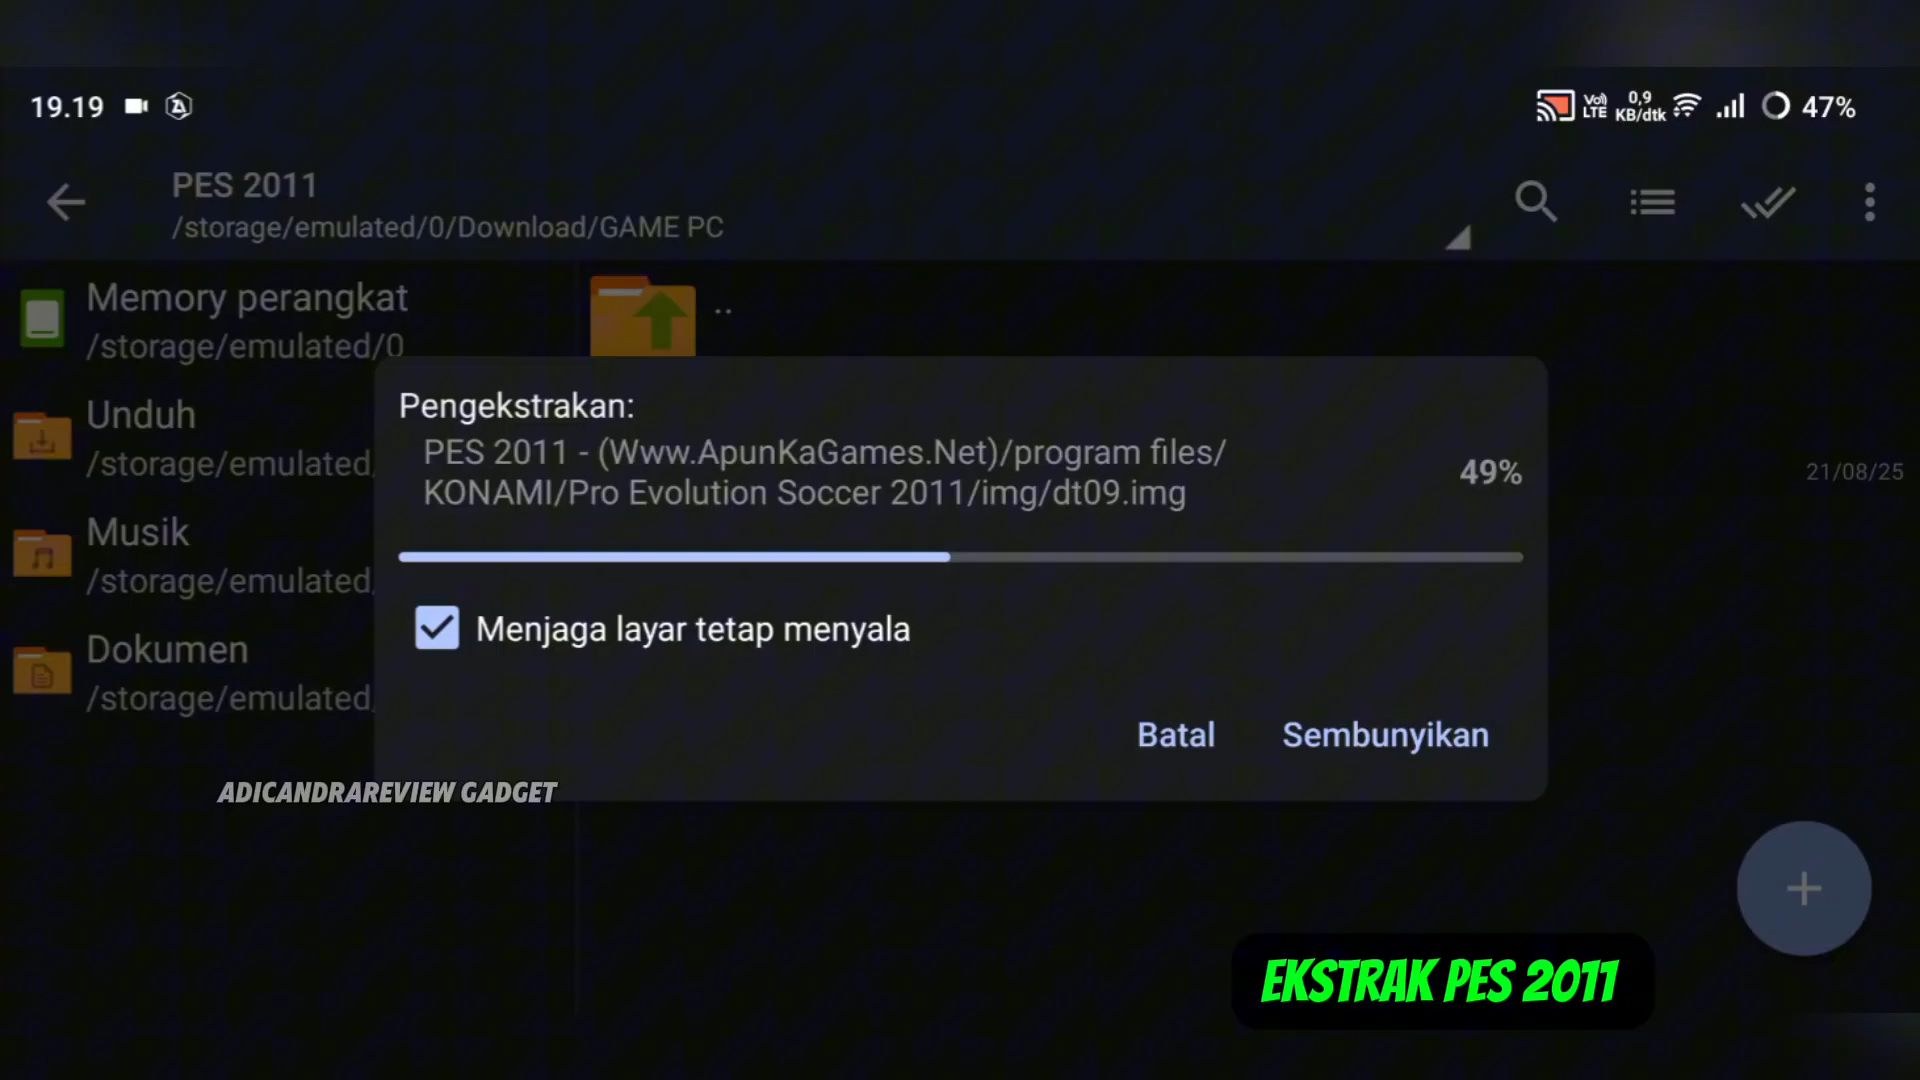 19.19
Vo)) LTE 0,9 KB/dtk 47%
PES 2011
/storage/emulated/0/Download/GAME PC
Memory perangkat
/storage/emulated/0
..
Unduh
/storage/emulated/
Musik
/storage/emulated/
Dokumen
/storage/emulated/
21/08/25
Pengekstrakan:
PES 2011 - (Www.ApunKaGames.Net)/program files/
KONAMI/Pro Evolution Soccer 2011/img/dt09.img
49%
Menjaga layar tetap menyala
Batal Sembunyikan
ADICANDRAREVIEW GADGET
EKSTRAK PES 2011